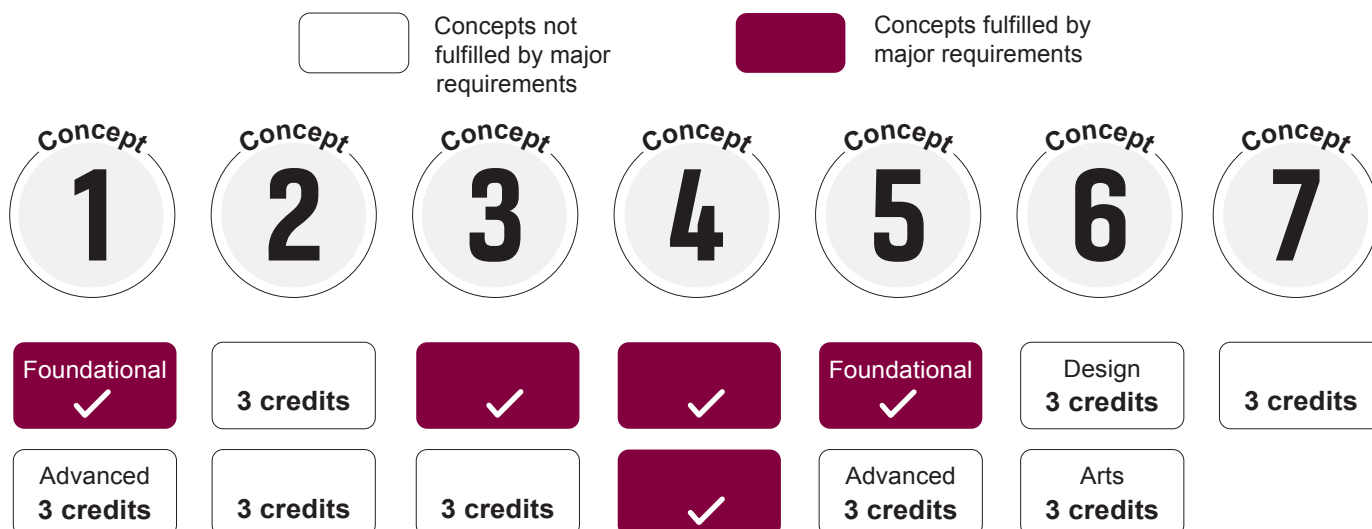 Concepts not
fulfilled by major
requirements
Concepts fulfilled by
major requirements
Concept
1
Concept
2
Concept
3
Concept
4
Concept
5
Concept
6
Concept
7
Foundational
3 credits
Foundational
Design
3 credits
3 credits
Advanced
3 credits
3 credits
3 credits
Advanced
3 credits
Arts
3 credits